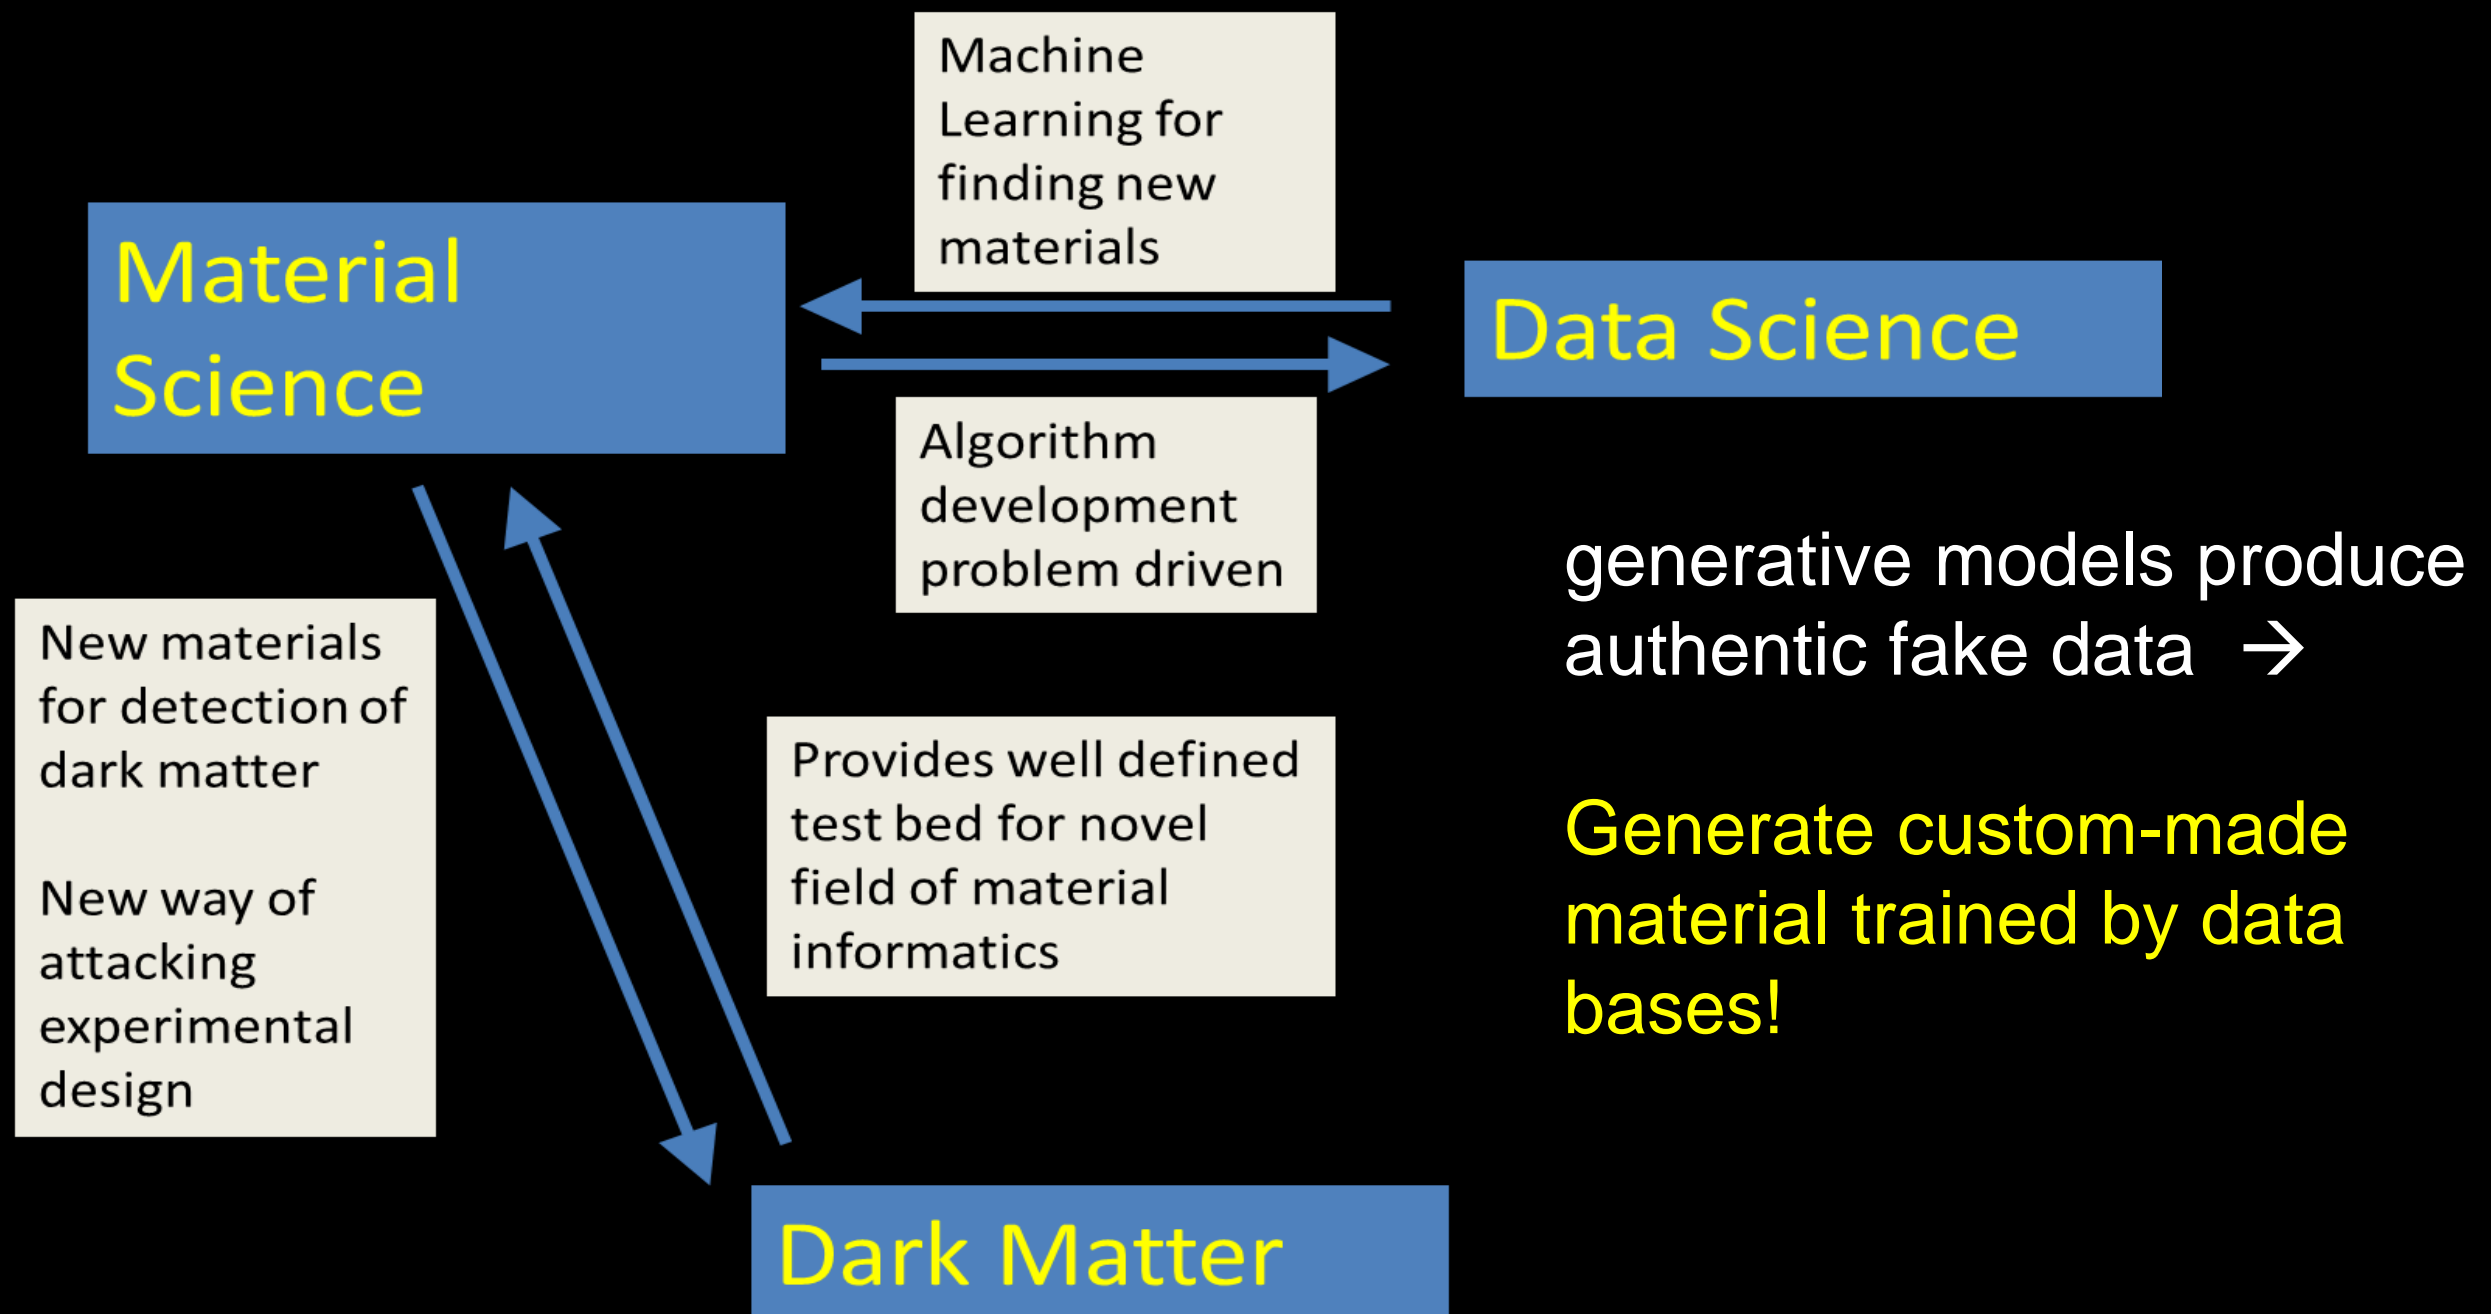 Machine
Learning for
finding new
materials
Material
Science
Data Science
Algorithm
development
problem driven
generative models produce
authentic fake data →
New materials
for detection of
dark matter
New way of
attacking
experimental
design
Provides well defined
test bed for novel
field of material
informatics
Generate custom-made
material trained by data
bases!
Dark Matter